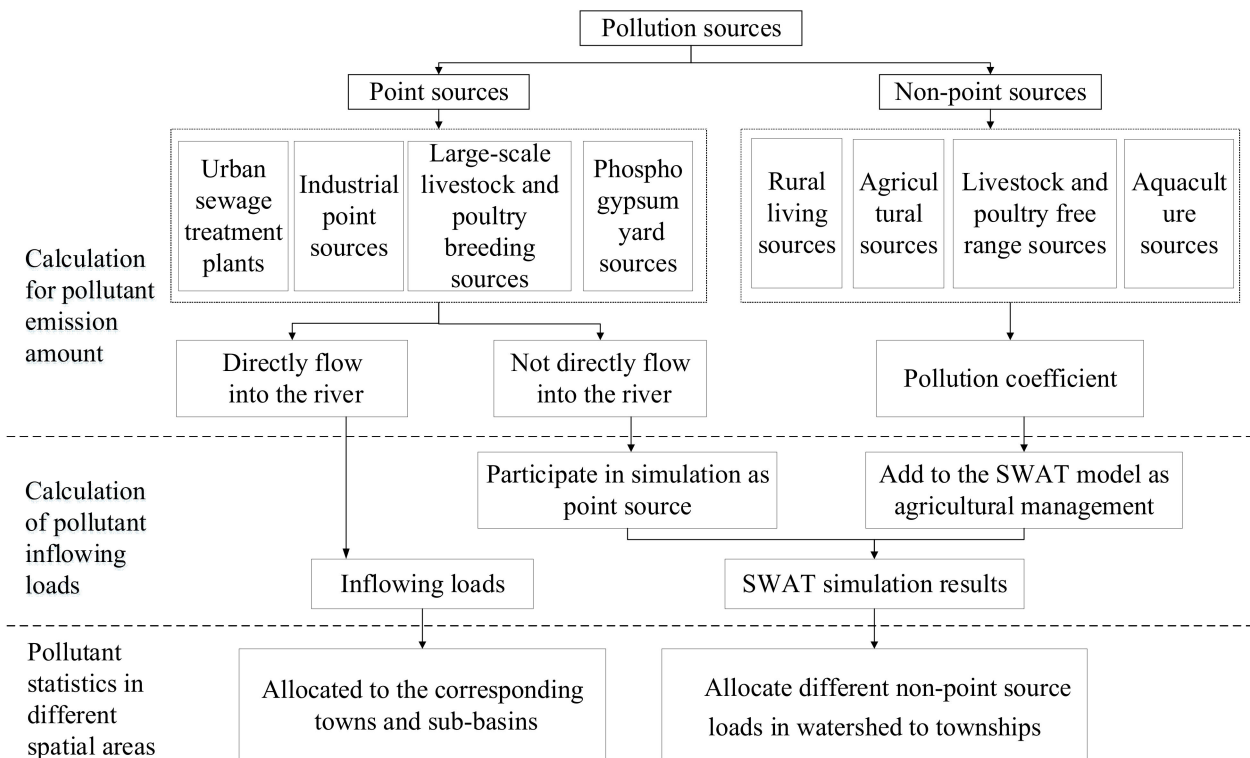 Pollution sources
Point sources
Non-point sources
Urban
sewage
treatment
plants
Industrial
point
sources
Large-scale
livestock and
poultry
breeding
sources
Phospho
gypsum
yard
sources
Rural
living
sources
Agricul
tural
sources
Livestock and
poultry free
range sources
Aquacult
ure
sources
Calculation
for pollutant
emission
amount
Directly flow
into the river
Not directly flow
into the river
Pollution coefficient
Calculation
of pollutant
inflowing
loads
Participate in simulation as
point source
Add to the SWAT model as
agricultural management
Inflowing loads
SWAT simulation results
Pollutant
statistics in
different
spatial areas
Allocated to the corresponding
towns and sub-basins
Allocate different non-point source
loads in watershed to townships